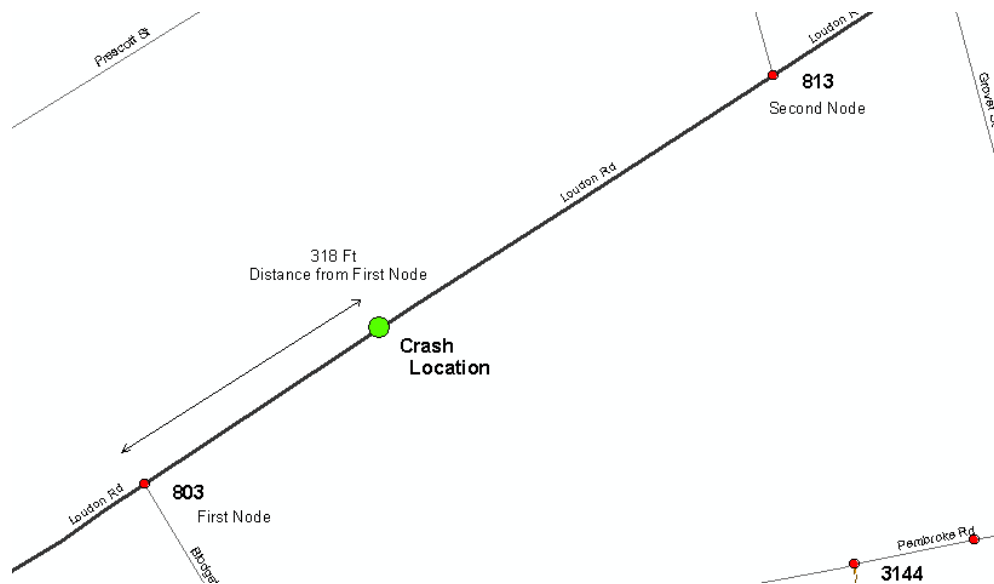 Loudon R
Prescott St
813
Second Node
Loudon Rd
318 Ft
Distance from First Node
Crash
Location
Loudon Rd
803
First Node
Blodget
Pembroke Rd
3144